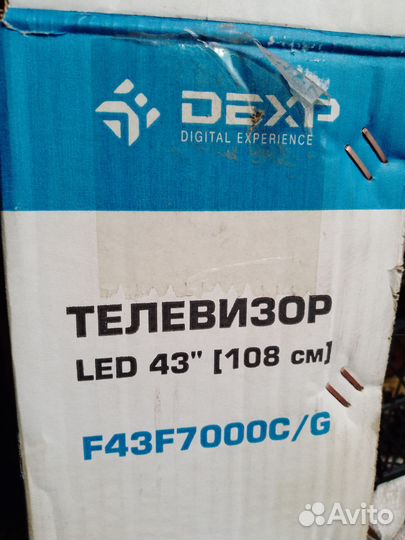 DEXP
DIGITAL EXPERIENCE
ТЕЛЕВИЗОР
LED 43" [108 см]
F43F7000C/G
Avito